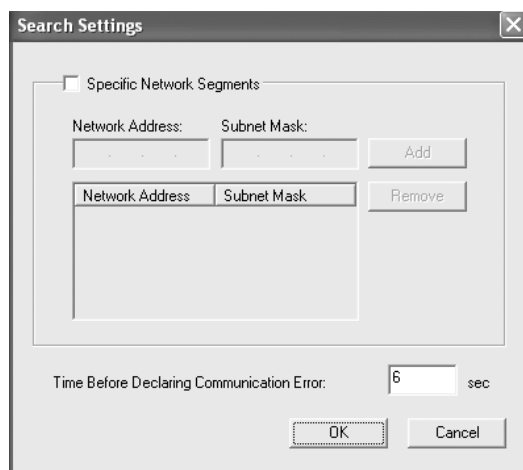 Search Settings
Specific Network Segments
Network Address: Subnet Mask:
Add
Network Address Subnet Mask
Remove
Time Before Declaring Communication Error: 6 sec
OK Cancel